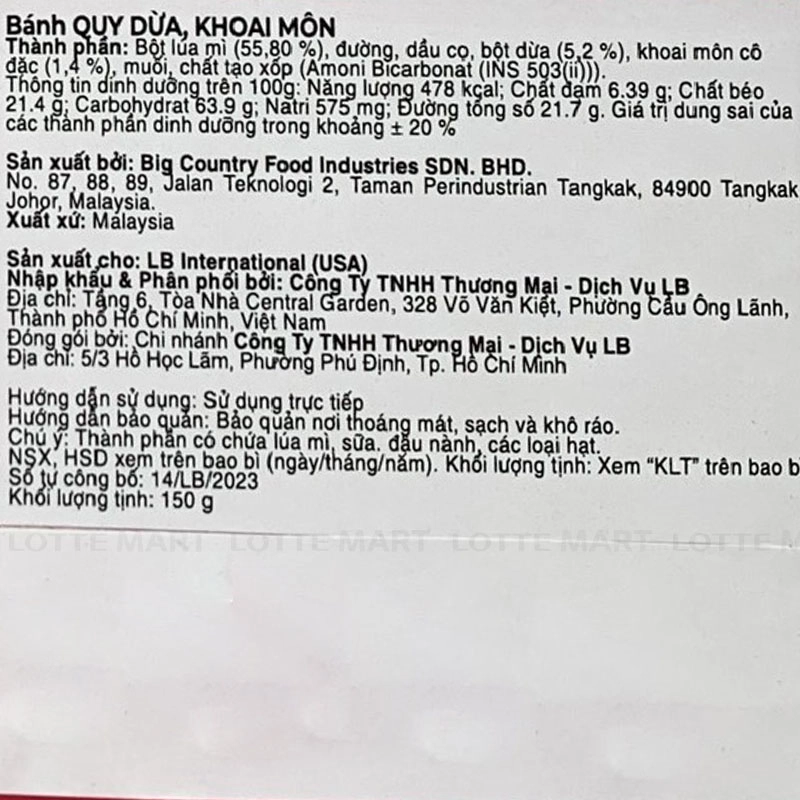 Bánh QUY DỪA, KHOAI MÔN
Thành phần: Bột lúa mì (55,80 %), đường, dầu cọ, bột dừa (5,2 %), khoai môn cô
đặc (1,4 %), muối, chất tạo xốp (Amoni Bicarbonat (INS 503(ii))).
Thông tin dinh dưỡng trên 100g: Năng lượng 478 kcal; Chất đạm 6.39 g; Chất béo
21.4 g; Carbohydrat 63.9 g; Natri 575 mg; Đường tổng số 21.7 g. Giá trị dung sai của
các thành phần dinh dưỡng trong khoảng ± 20 %
Sản xuất bởi: Big Country Food Industries SDN. BHD.
No. 87, 88, 89, Jalan Teknologi 2, Taman Perindustrian Tangkak, 84900 Tangkak
Johor, Malaysia.
Xuất xứ: Malaysia
Sản xuất cho: LB International (USA)
Nhập khẩu & Phân phối bởi: Công Ty TNHH Thương Mại - Dịch Vụ LB
Địa chỉ: Tầng 6, Tòa Nhà Central Garden, 328 Võ Văn Kiệt, Phường Cầu Ông Lãnh,
Thành phố Hồ Chí Minh, Việt Nam
Đóng gói bởi: Chi nhánh Công Ty TNHH Thương Mại - Dịch Vụ LB
Địa chỉ: 5/3 Hồ Học Lãm, Phường Phú Định, Tp. Hồ Chí Minh
Hướng dẫn sử dụng: Sử dụng trực tiếp
Hướng dẫn bảo quản: Bảo quản nơi thoáng mát, sạch và khô ráo.
Chú ý: Thành phần có chứa lúa mì, sữa. đậu nành, các loại hạt.
NSX, HSD xem trên bao bì (ngày/tháng/năm). Khối lượng tịnh: Xem “KLT” trên bao bì
Số tự công bố: 14/LB/2023
Khối lượng tịnh: 150 g
LOTTE MART LOTTE MART LOTTE MART LOTTE M